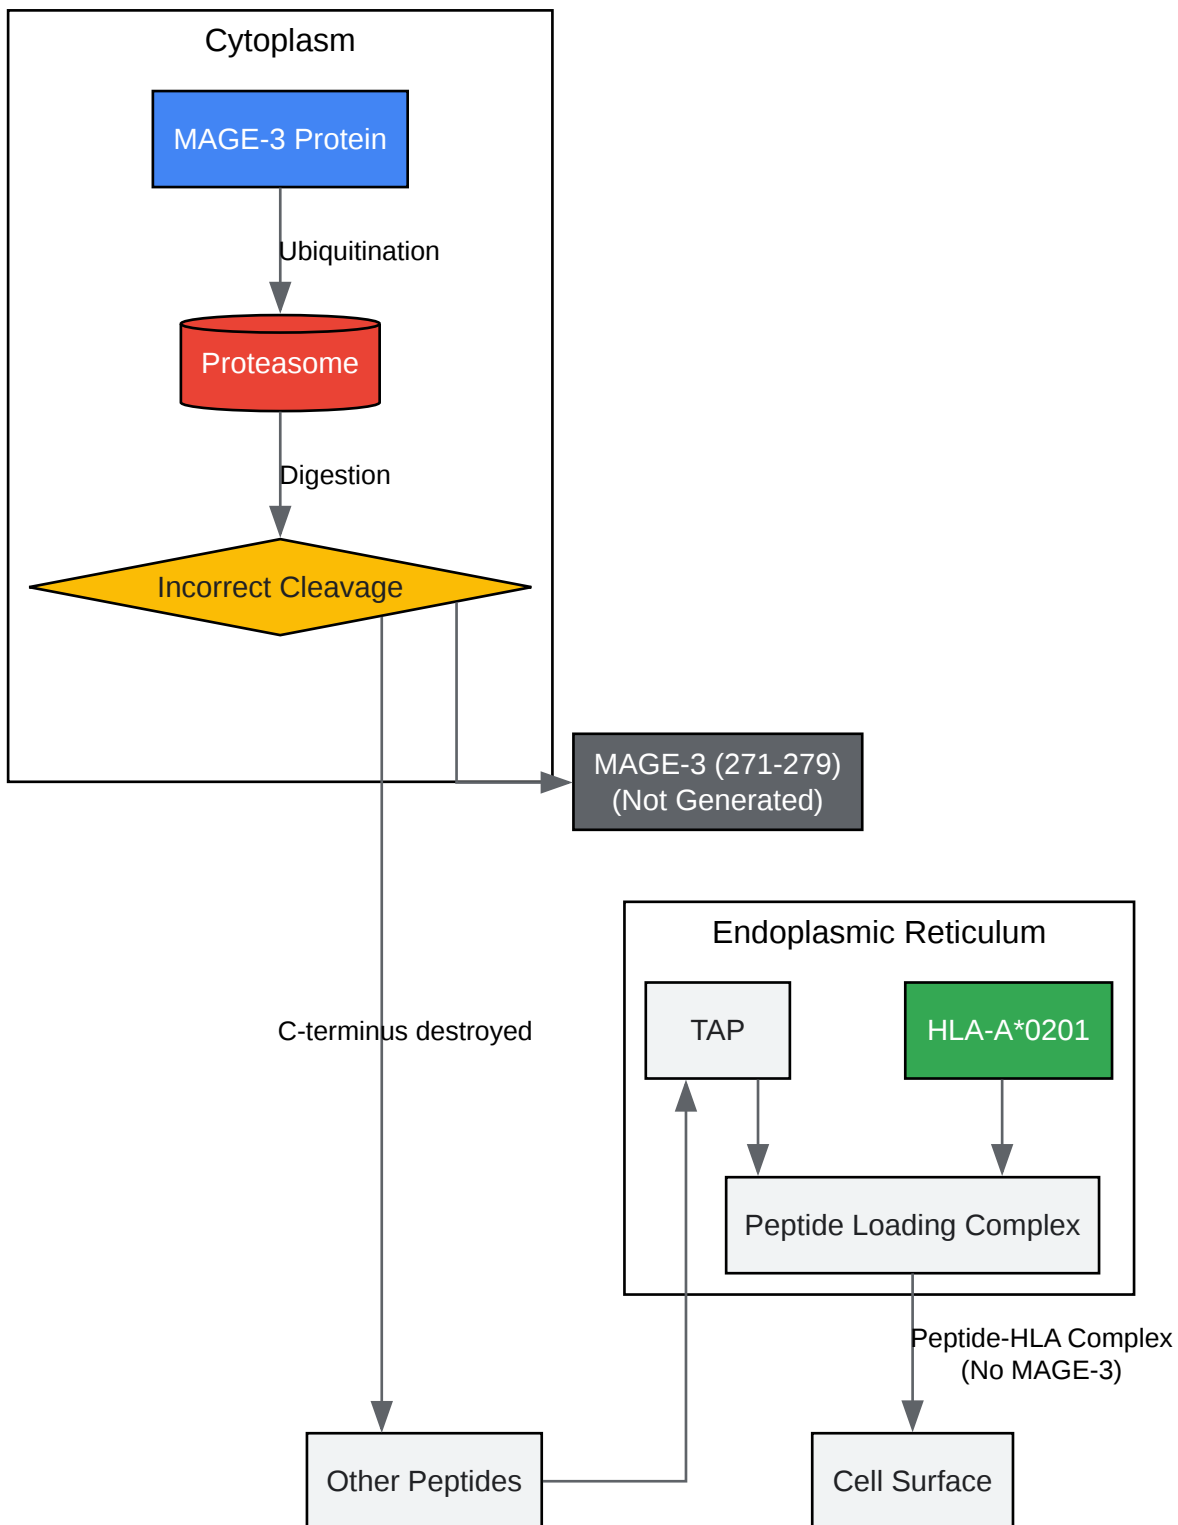 Cytoplasm
MAGE-3 Protein
Ubiquitination
Proteasome
Digestion
Incorrect Cleavage
MAGE-3 (271-279)
(Not Generated)
Endoplasmic Reticulum
TAP
HLA-A*0201
C-terminus destroyed
Peptide Loading Complex
Peptide-HLA Complex
(No MAGE-3)
Other Peptides
Cell Surface